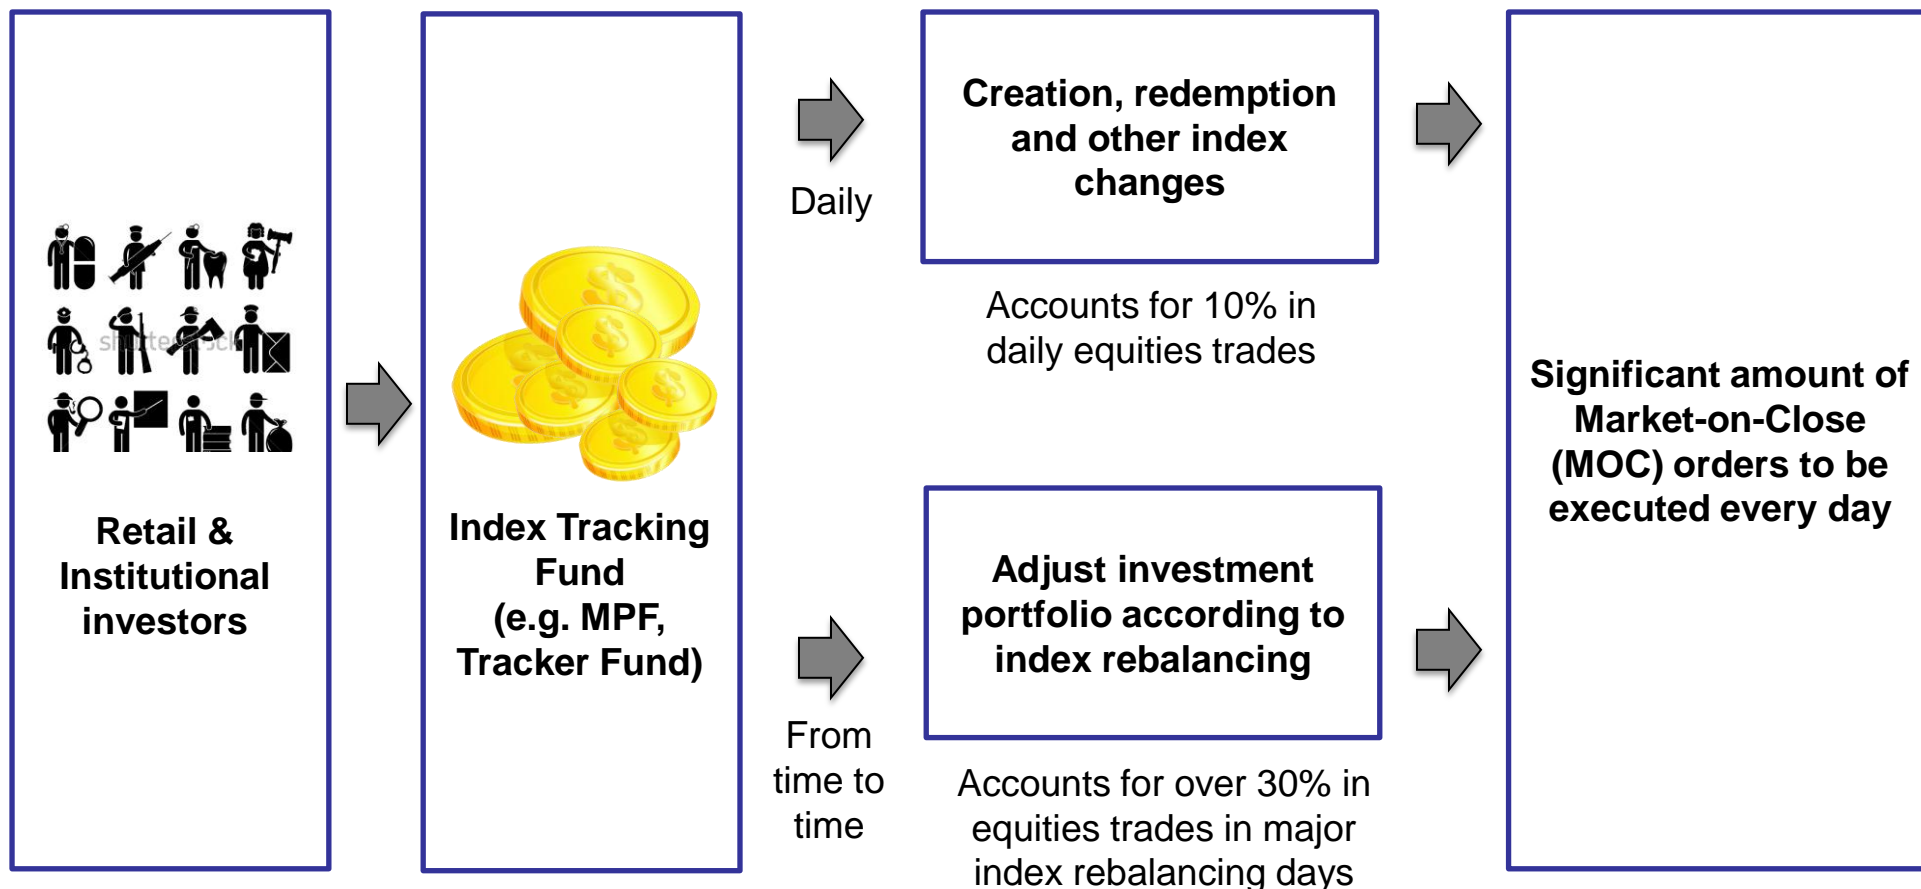 Retail &
Institutional
investors
Index Tracking
Fund
(e.g. MPF,
Tracker Fund)
Daily
Creation, redemption
and other index
changes
Accounts for 10% in
daily equities trades
From
time to
time
Adjust investment
portfolio according to
index rebalancing
Accounts for over 30% in
equities trades in major
index rebalancing days
Significant amount of
Market-on-Close
(MOC) orders to be
executed every day